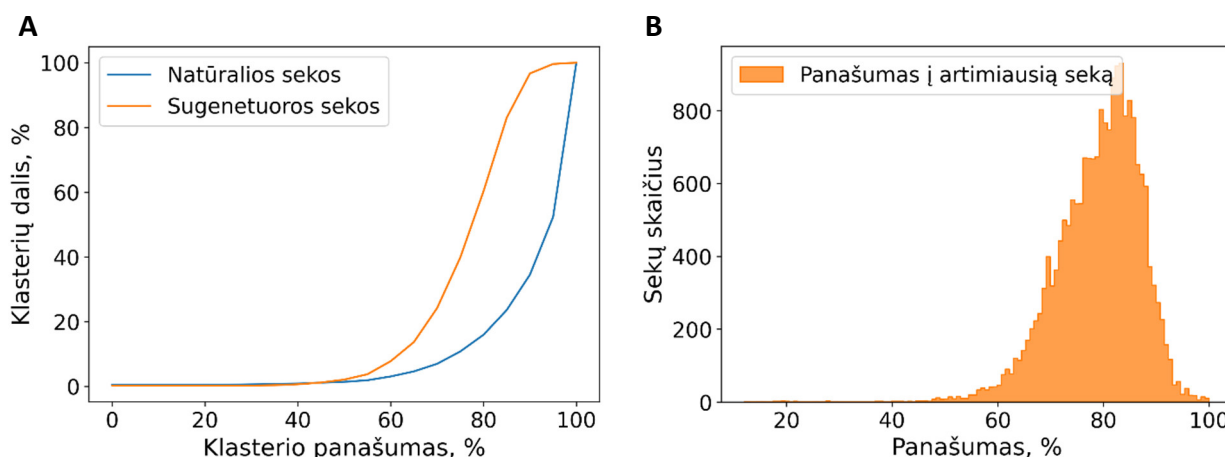 A
100
80
60
40
20
0
Klasterių dalis, %
Natūralios sekos
Sugenetuoros sekos
0 20 40 60 80 100
Klasterio panašumas, %
B
800
600
400
200
0
Sekų skaičius
Panašumas į artimiausią seką
20 40 60 80 100
Panašumas, %